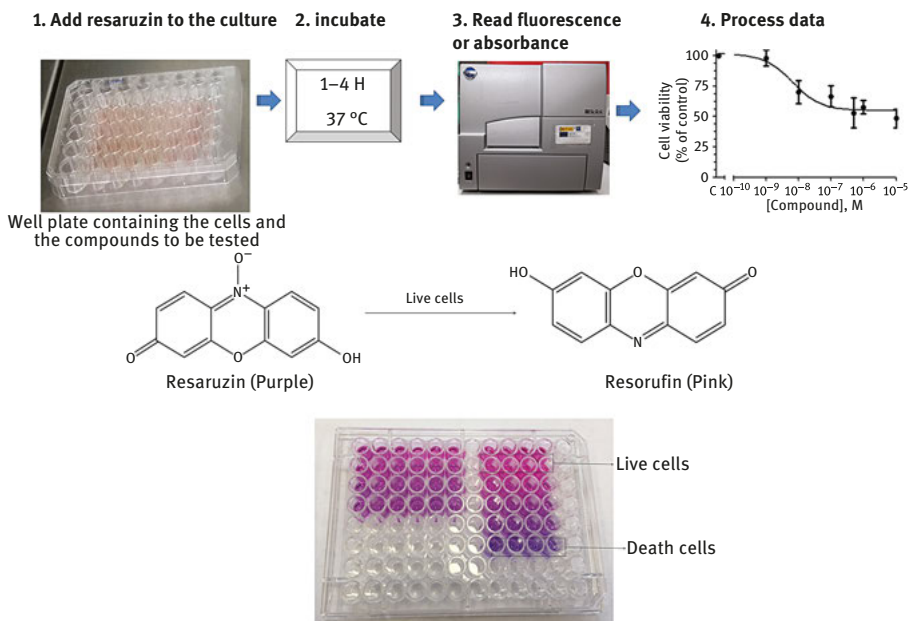 1. Add resaruzin to the culture
2. incubate
3. Read fluorescence
or absorbance
4. Process data
1–4 H
37 ºC
Well plate containing the cells and
the compounds to be tested
Cell viability
(% of control)
100
75
50
25
0
C 10⁻¹⁰ 10⁻⁹ 10⁻⁸ 10⁻⁷ 10⁻⁶ 10⁻⁵
[Compound], M
O⁻
N⁺
O
O
OH
Resaruzin (Purple)
Live cells
HO
O
O
N
Resorufin (Pink)
Live cells
Death cells